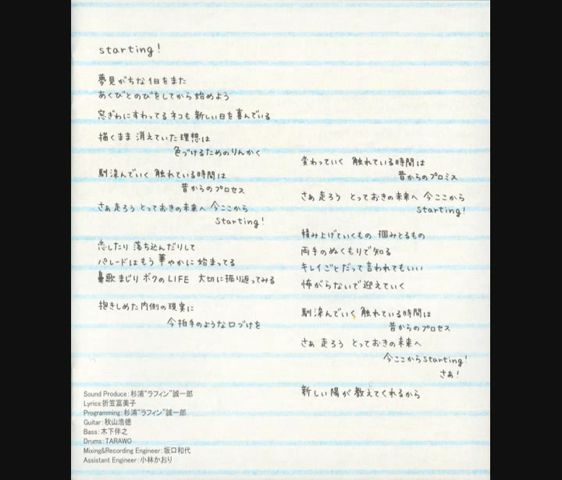 starting!
夢見がちな1日をまた
あくびとのびをしてから始めよう
窓ぎわにすわってるネコも新しい日を喜んでいる
描くまま消えていた理想は
色づけるためのりんかく
馴染んでいく 触れている時間は
昔からのプロセス
さぁ走ろう とっておきの未来へ 今ここから
starting!
恋したり 落ち込んだりして
パレードはもう華やかに始まってる
鼻歌まじりボクのLIFE 大切に振り返ってみる
抱きしめた内側の現実に
今拍手のような口づけを
変わっていく 触れている時間は
昔からのプロミス
さぁ走ろう とっておきの未来へ 今ここから
starting!
積み上げていくもの 掴みとるもの
両手のぬくもりで知る
キレイごとだって言われてもいい
怖がらないで迎えていく
馴染んでいく 触れている時間は
昔からのプロセス
さぁ 走ろう とっておきの未来へ
今ここからstarting!
さぁ!
新しい陽が教えてくれるから
Sound Produce:杉浦"ラフィン"誠一郎
Lyrics:折笠富美子
Programming:杉浦"ラフィン"誠一郎
Guitar:秋山浩徳
Bass:木下伴之
Drums:TARAWO
Mixing&Recording Engineer:坂口和代
Assistant Engineer:小林かおり